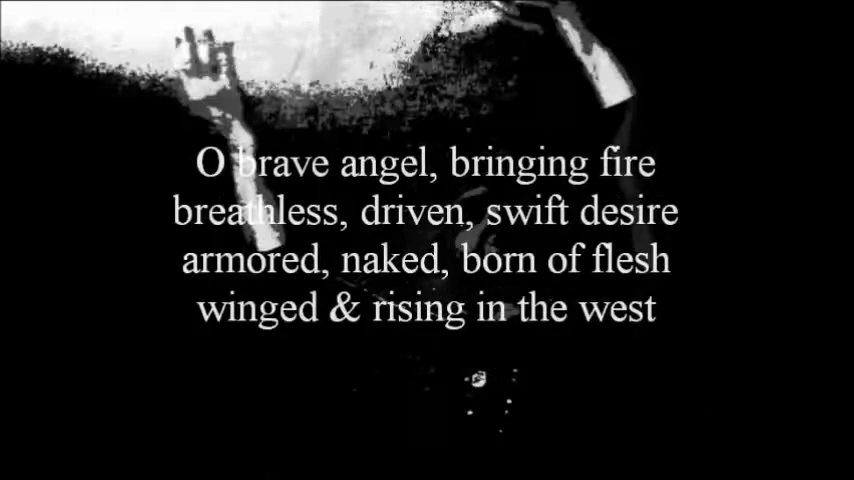 O brave angel, bringing fire
breathless, driven, swift desire
armored, naked, born of flesh
winged & rising in the west